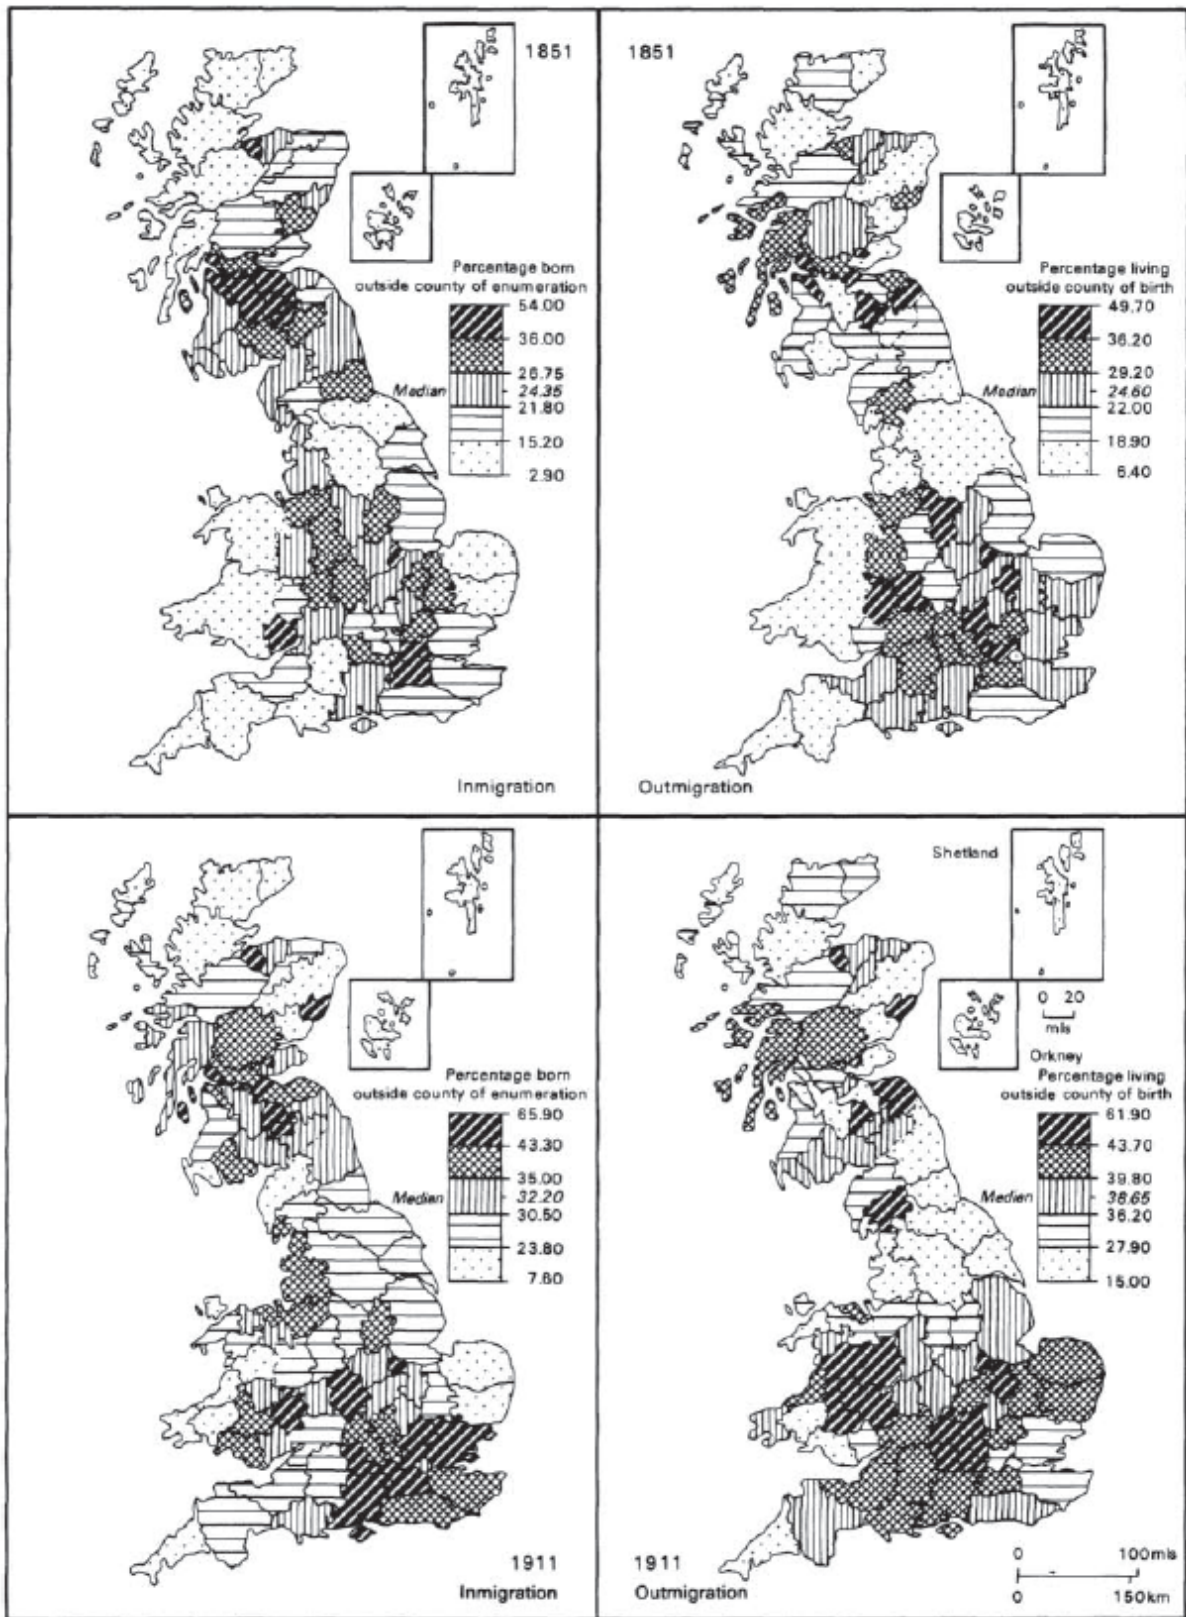 1851
Percentage born
outside county of enumeration
54.00
36.00
26.75
Median 24.35
21.80
15.20
2.90
Inmigration
1851
Percentage living
outside county of birth
49.70
36.20
29.20
Median 24.60
22.00
18.90
6.40
Outmigration
Percentage born
outside county of enumeration
65.90
43.30
35.00
Median 32.20
30.50
23.80
7.60
1911
Inmigration
Shetland
0 20
mls
Orkney
Percentage living
outside county of birth
61.90
43.70
39.80
Median 38.65
36.20
27.90
15.00
1911
Outmigration
0 100mls
0 150km